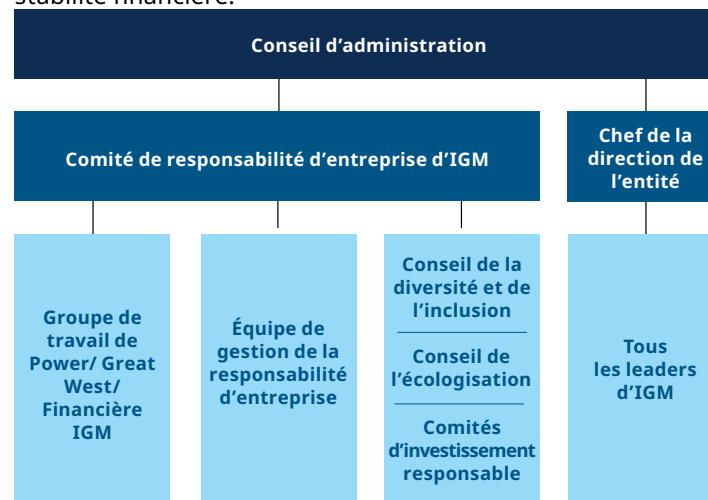 stabilité financière.
Conseil d’administration
Comité de responsabilité d’entreprise d’IGM
Chef de la
direction de
l’entité
Groupe de
travail de
Power/ Great
West/
Financière
IGM
Équipe de
gestion de la
responsabilité
d’entreprise
Conseil de la
diversité et de
l’inclusion
Conseil de
l’écologisation
Comités
d’investissement
responsable
Tous
les leaders
d’IGM